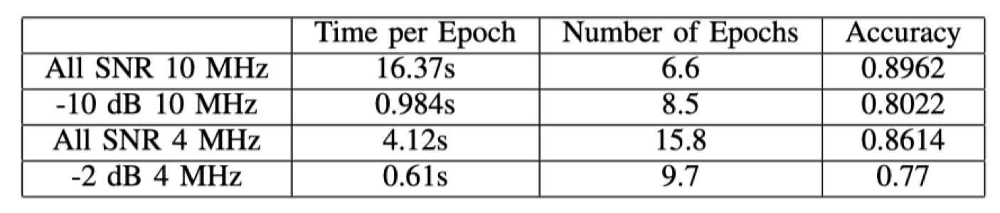 Time per Epoch Number of Epochs Accuracy
All SNR 10 MHz 16.37s 6.6 0.8962
-10 dB 10 MHz 0.984s 8.5 0.8022
All SNR 4 MHz 4.12s 15.8 0.8614
-2 dB 4 MHz 0.61s 9.7 0.77